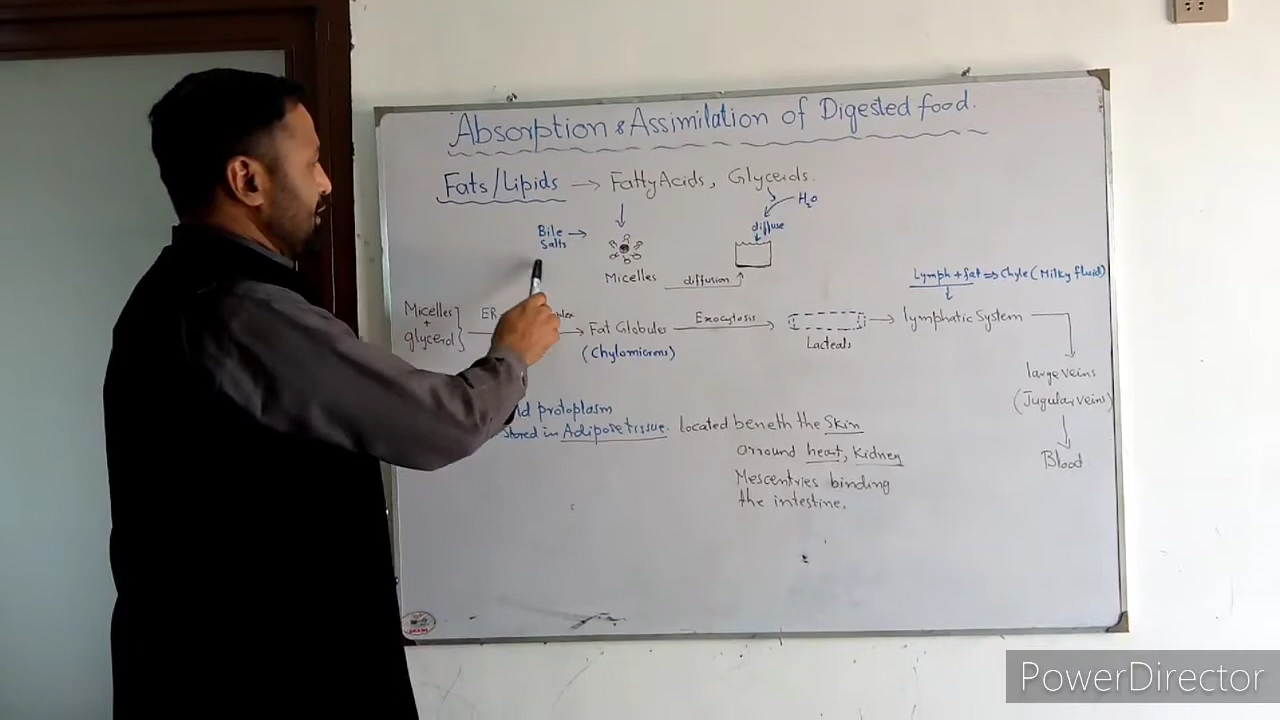 Absorption & Assimilation of Digested food.
Fats/Lipids → Fatty Acids, Glycerols.
H₂O
diffuse
Bile
Salts →
Micelles
diffusion
Lymph + fat ⇒ Chyle (Milky fluid)
Micelles
+
glycerol
ER
Fat Globules
(Chylomicrons)
Exocytosis
Lacteals
lymphatic System
large veins
(Jugular veins)
Blood
protoplasm
Stored in Adipose tissue. located beneth the Skin
arround heart, Kidney
Mesentries binding
the intestine.
PowerDirector